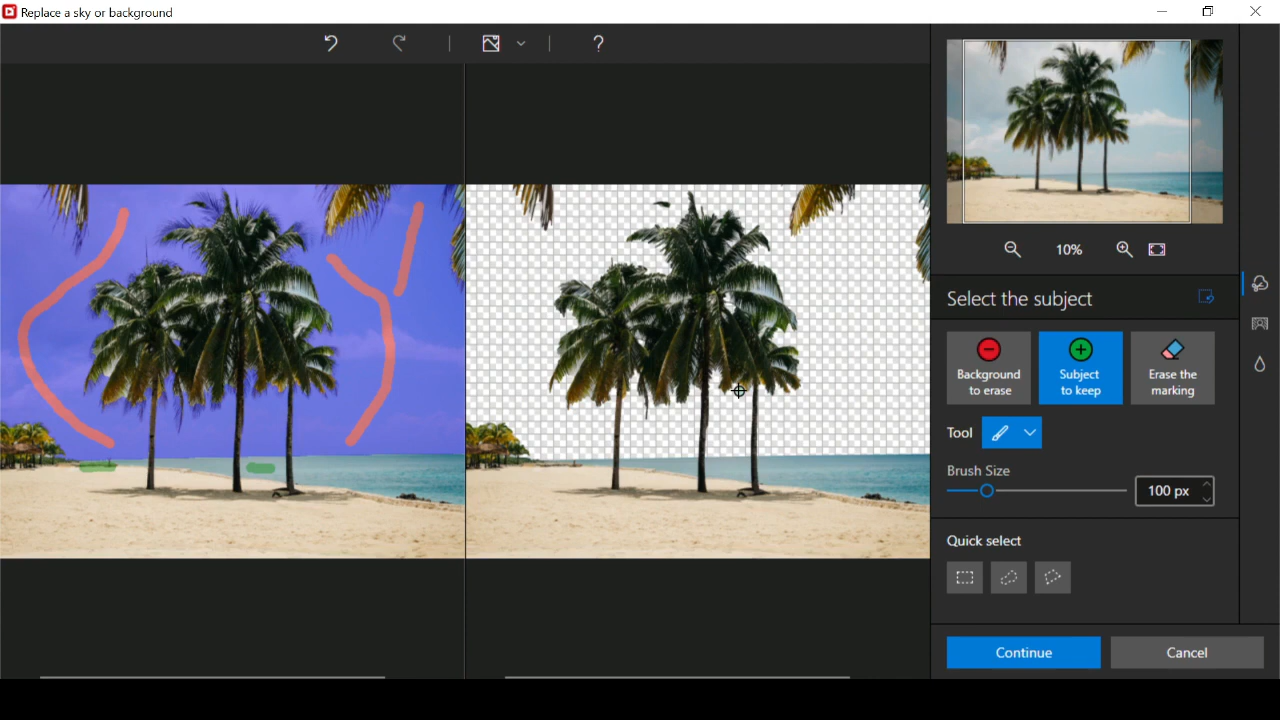 Replace a sky or background
?
10%
Select the subject
Background
to erase
Subject
to keep
Erase the
marking
Tool
Brush Size
100 px
Quick select
Continue
Cancel